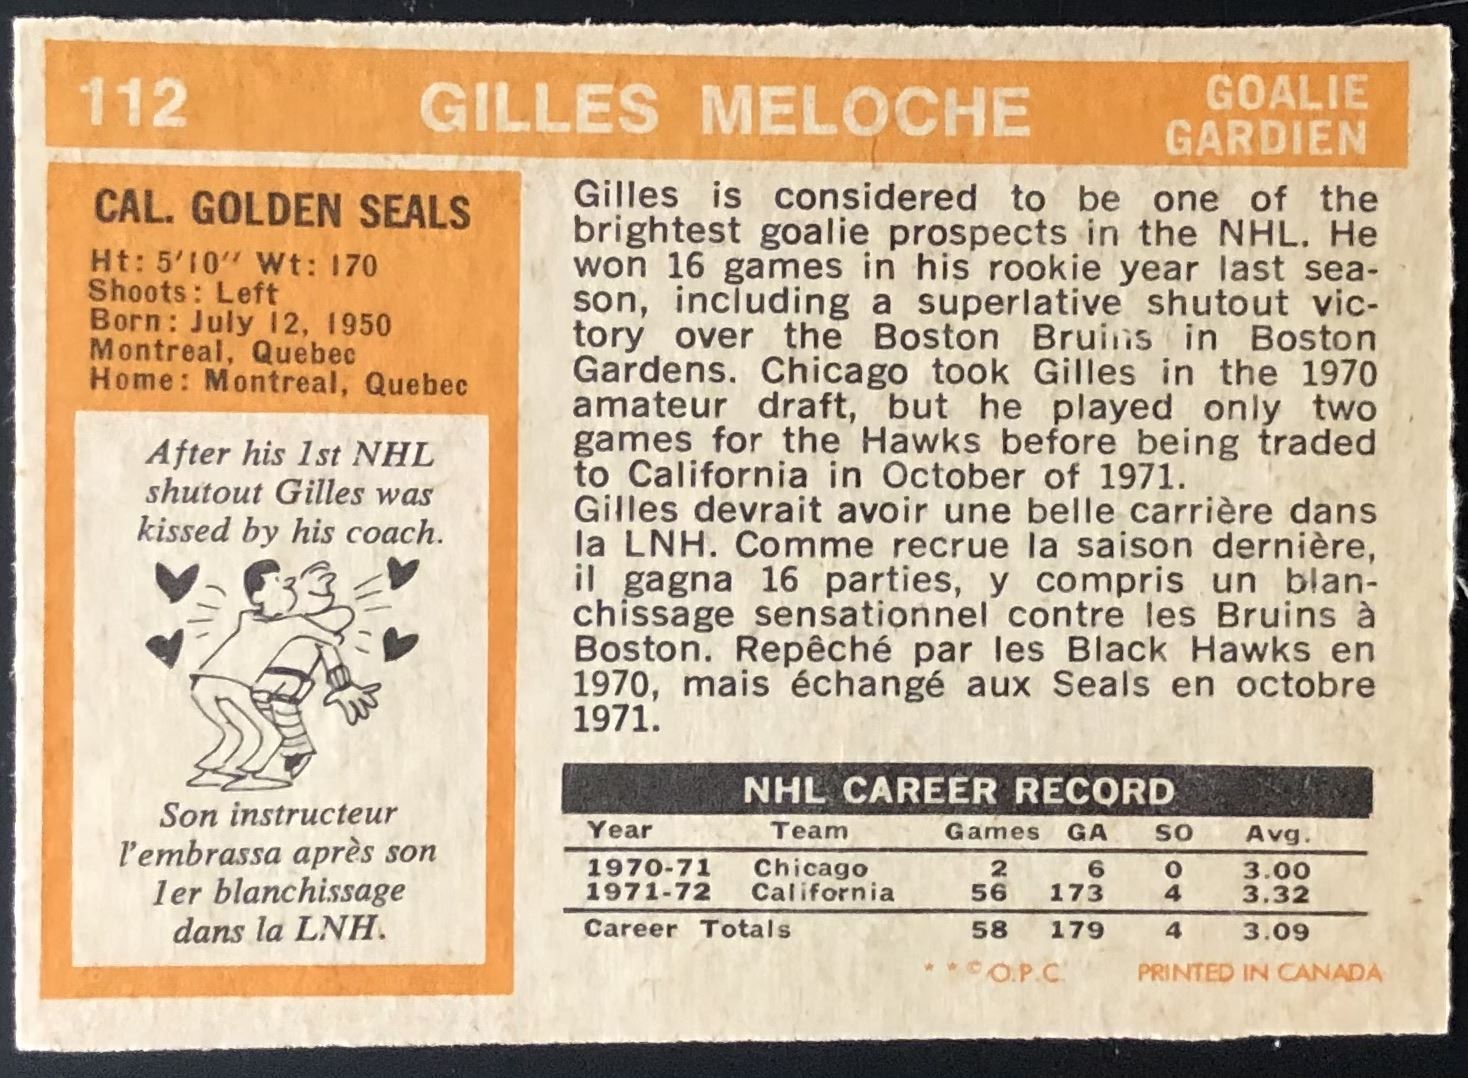 112
GILLES MELOCHE
GOALIE
GARDIEN
CAL. GOLDEN SEALS
Ht: 5'10" Wt: 170
Shoots: Left
Born: July 12, 1950
Montreal, Quebec
Home: Montreal, Quebec
After his 1st NHL
shutout Gilles was
kissed by his coach.
Son instructeur
l'embrassa après son
1er blanchissage
dans la LNH.
Gilles is considered to be one of the
brightest goalie prospects in the NHL. He
won 16 games in his rookie year last sea-
son, including a superlative shutout vic-
tory over the Boston Bruins in Boston
Gardens. Chicago took Gilles in the 1970
amateur draft, but he played only two
games for the Hawks before being traded
to California in October of 1971.
Gilles devrait avoir une belle carrière dans
la LNH. Comme recrue la saison dernière,
il gagna 16 parties, y compris un blan-
chissage sensationnel contre les Bruins à
Boston. Repêché par les Black Hawks en
1970, mais échangé aux Seals en octobre
1971.
NHL CAREER RECORD
Year Team Games GA SO Avg.
1970-71 Chicago 2 6 0 3.00
1971-72 California 56 173 4 3.32
Career Totals 58 179 4 3.09
* * © O.P.C. PRINTED IN CANADA